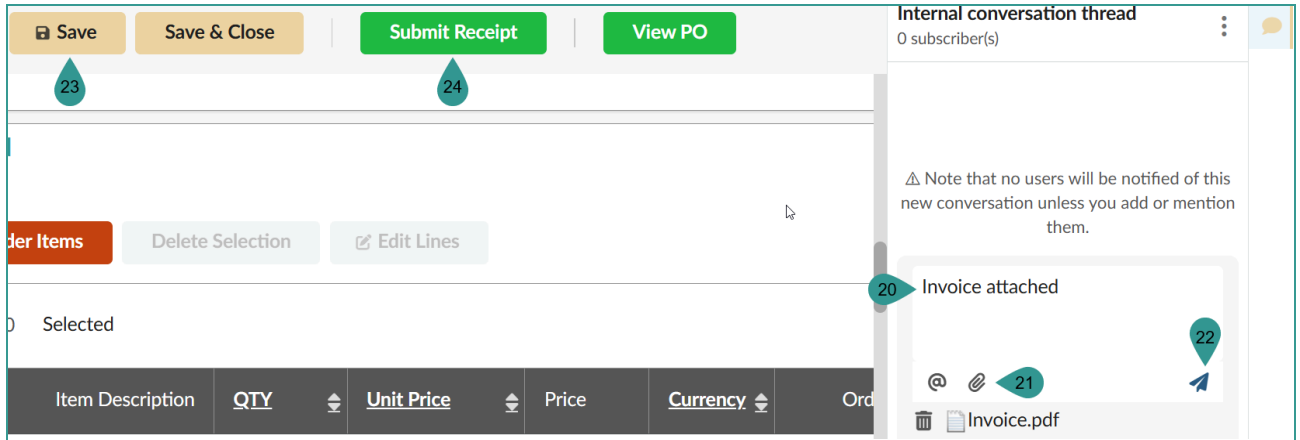 Save
Save & Close
Submit Receipt
View PO
23
24
Internal conversation thread
0 subscriber(s)
Note that no users will be notified of this
new conversation unless you add or mention
them.
der Items
Delete Selection
Edit Lines
20
Invoice attached
22
21
Invoice.pdf
Selected
Item Description
QTY
Unit Price
Price
Currency
Ord